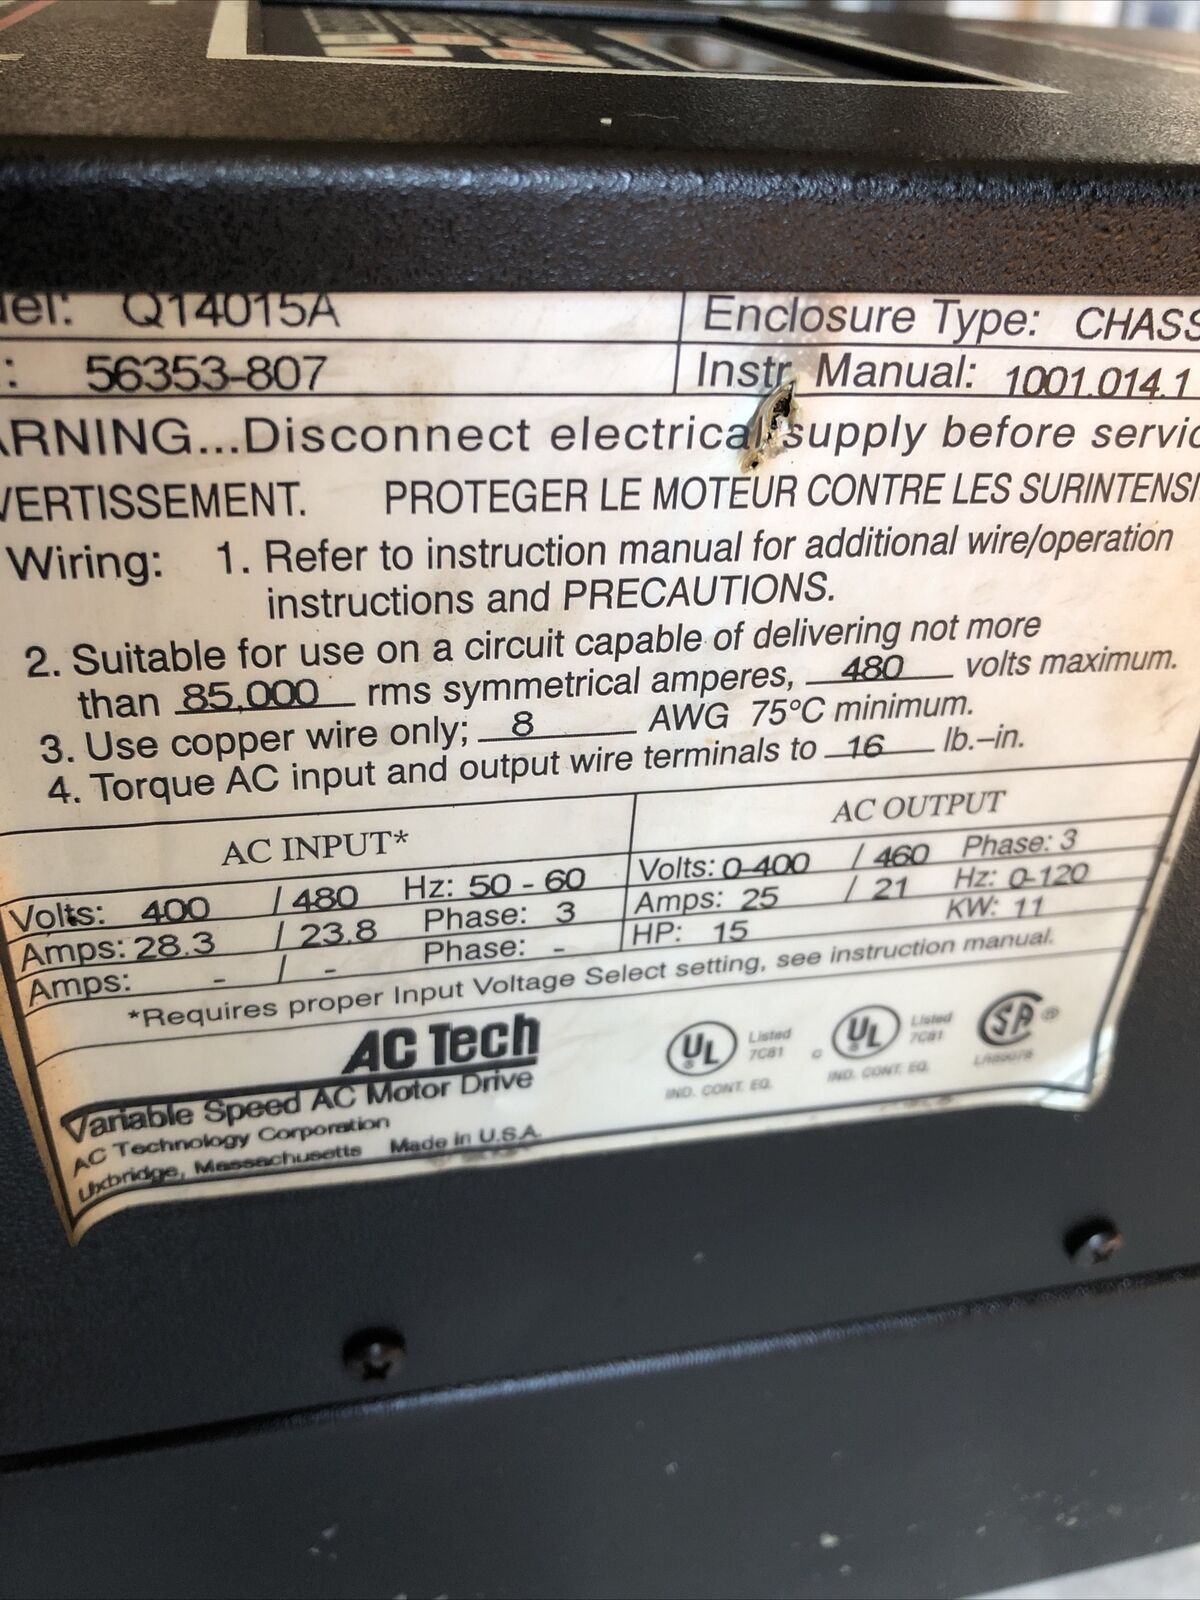 del: Q14015A Enclosure Type: CHASS
: 56353-807 Instr. Manual: 1001.014.1
ARNING...Disconnect electrical supply before servic
VERTISSEMENT. PROTEGER LE MOTEUR CONTRE LES SURINTENSI
Wiring: 1. Refer to instruction manual for additional wire/operation
instructions and PRECAUTIONS.
2. Suitable for use on a circuit capable of delivering not more
than 85,000 rms symmetrical amperes, 480 volts maximum.
3. Use copper wire only; 8 AWG 75°C minimum.
4. Torque AC input and output wire terminals to 16 lb.-in.
AC INPUT*
Volts: 400 / 480 Hz: 50 - 60
Amps: 28.3 / 23.8 Phase: 3
Amps: - / - Phase: -
AC OUTPUT
Volts: 0-400 / 460 Phase: 3
Amps: 25 / 21 Hz: 0-120
HP: 15 KW: 11
*Requires proper Input Voltage Select setting, see instruction manual.
AC Tech
Variable Speed AC Motor Drive
AC Technology Corporation
Uxbridge, Massachusetts Made in U.S.A.
UL ® Listed 7C81
IND. CONT. EQ.
C UL ® Listed 7C81
IND. CONT. EQ.
SA ®